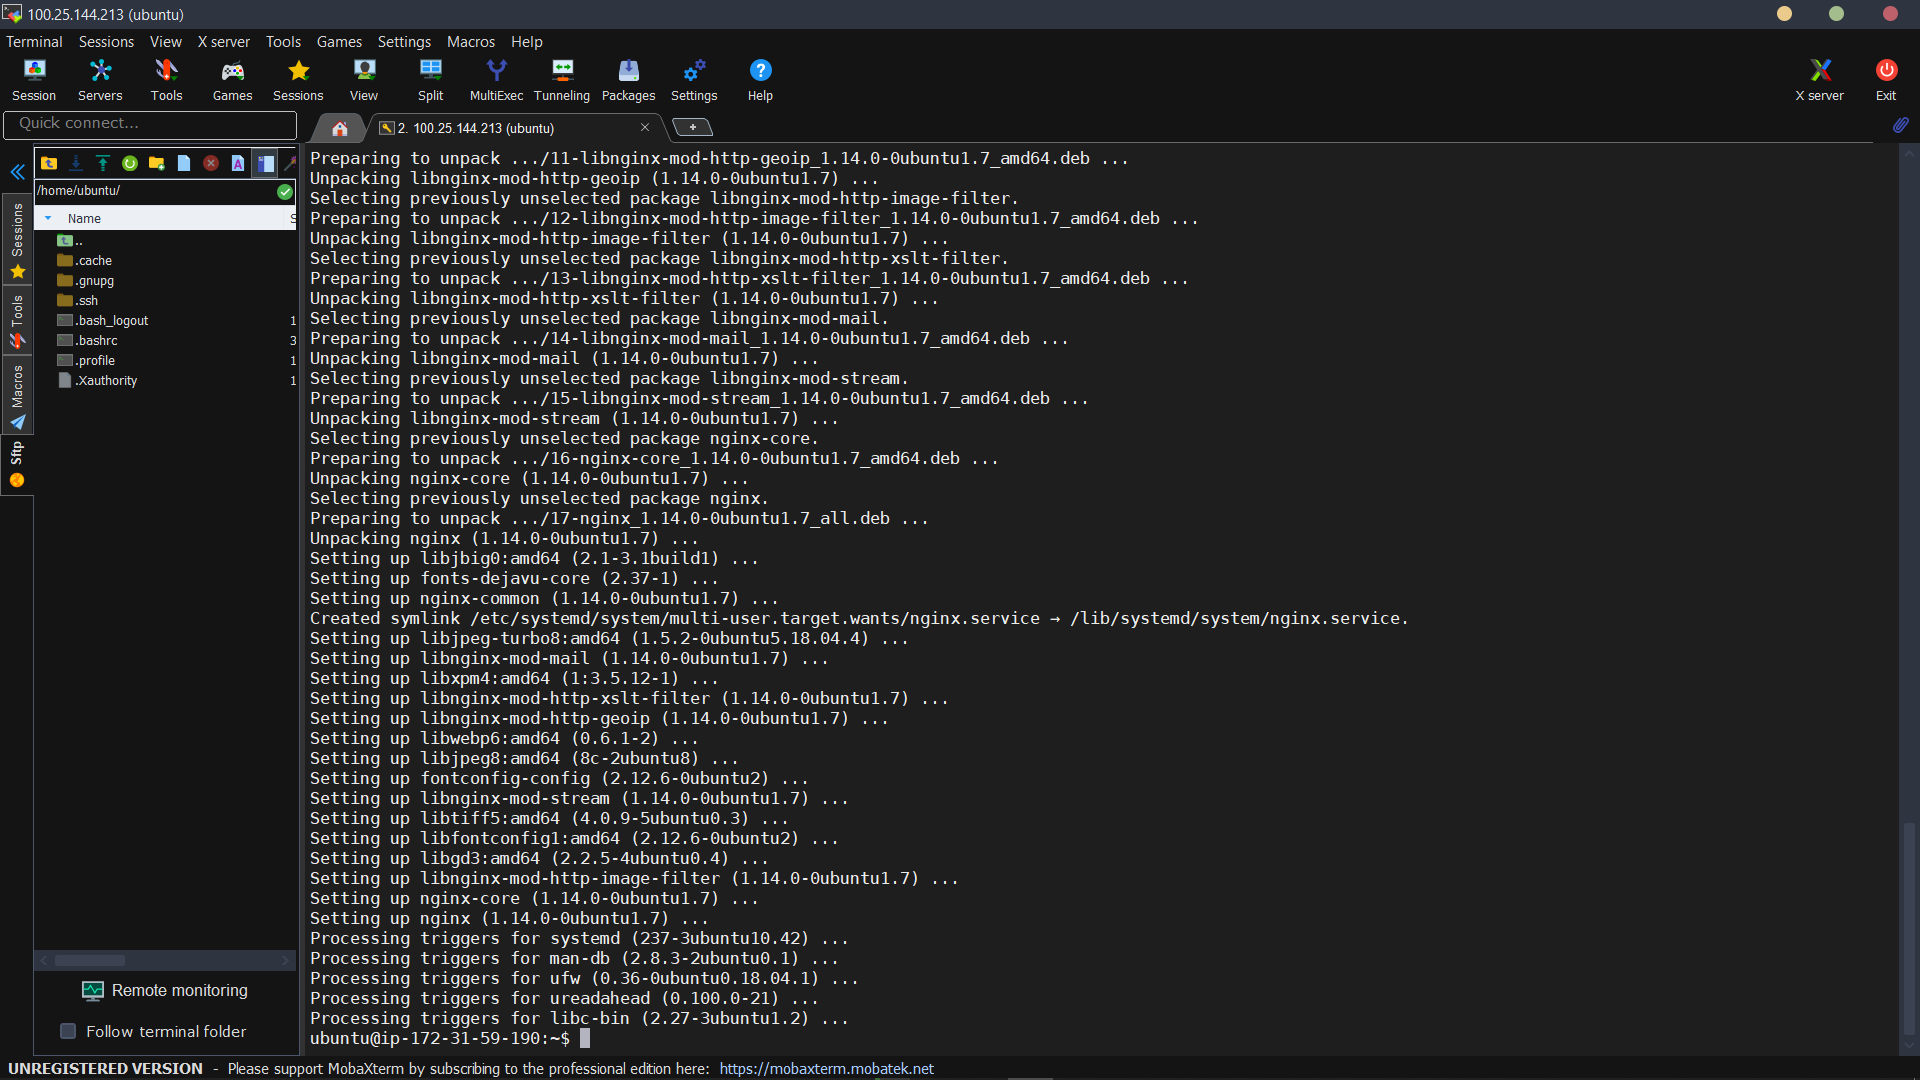 100.25.144.213 (ubuntu)
Terminal Sessions View X server Tools Games Settings Macros Help
Session Servers Tools Games Sessions View Split MultiExec Tunneling Packages Settings Help X server Exit
Quick connect...
2. 100.25.144.213 (ubuntu)
/home/ubuntu/
Name S
..
.cache
.gnupg
.ssh
.bash_logout 1
.bashrc 3
.profile 1
.Xauthority 1
Sessions
Tools
Macros
Sftp
Remote monitoring
Follow terminal folder
Preparing to unpack .../11-libnginx-mod-http-geoip_1.14.0-0ubuntu1.7_amd64.deb ...
Unpacking libnginx-mod-http-geoip (1.14.0-0ubuntu1.7) ...
Selecting previously unselected package libnginx-mod-http-image-filter.
Preparing to unpack .../12-libnginx-mod-http-image-filter_1.14.0-0ubuntu1.7_amd64.deb ...
Unpacking libnginx-mod-http-image-filter (1.14.0-0ubuntu1.7) ...
Selecting previously unselected package libnginx-mod-http-xslt-filter.
Preparing to unpack .../13-libnginx-mod-http-xslt-filter_1.14.0-0ubuntu1.7_amd64.deb ...
Unpacking libnginx-mod-http-xslt-filter (1.14.0-0ubuntu1.7) ...
Selecting previously unselected package libnginx-mod-mail.
Preparing to unpack .../14-libnginx-mod-mail_1.14.0-0ubuntu1.7_amd64.deb ...
Unpacking libnginx-mod-mail (1.14.0-0ubuntu1.7) ...
Selecting previously unselected package libnginx-mod-stream.
Preparing to unpack .../15-libnginx-mod-stream_1.14.0-0ubuntu1.7_amd64.deb ...
Unpacking libnginx-mod-stream (1.14.0-0ubuntu1.7) ...
Selecting previously unselected package nginx-core.
Preparing to unpack .../16-nginx-core_1.14.0-0ubuntu1.7_amd64.deb ...
Unpacking nginx-core (1.14.0-0ubuntu1.7) ...
Selecting previously unselected package nginx.
Preparing to unpack .../17-nginx_1.14.0-0ubuntu1.7_all.deb ...
Unpacking nginx (1.14.0-0ubuntu1.7) ...
Setting up libjbig0:amd64 (2.1-3.1build1) ...
Setting up fonts-dejavu-core (2.37-1) ...
Setting up nginx-common (1.14.0-0ubuntu1.7) ...
Created symlink /etc/systemd/system/multi-user.target.wants/nginx.service → /lib/systemd/system/nginx.service.
Setting up libjpeg-turbo8:amd64 (1.5.2-0ubuntu5.18.04.4) ...
Setting up libnginx-mod-mail (1.14.0-0ubuntu1.7) ...
Setting up libxpm4:amd64 (1:3.5.12-1) ...
Setting up libnginx-mod-http-xslt-filter (1.14.0-0ubuntu1.7) ...
Setting up libnginx-mod-http-geoip (1.14.0-0ubuntu1.7) ...
Setting up libwebp6:amd64 (0.6.1-2) ...
Setting up libjpeg8:amd64 (8c-2ubuntu8) ...
Setting up fontconfig-config (2.12.6-0ubuntu2) ...
Setting up libnginx-mod-stream (1.14.0-0ubuntu1.7) ...
Setting up libtiff5:amd64 (4.0.9-5ubuntu0.3) ...
Setting up libfontconfig1:amd64 (2.12.6-0ubuntu2) ...
Setting up libgd3:amd64 (2.2.5-4ubuntu0.4) ...
Setting up libnginx-mod-http-image-filter (1.14.0-0ubuntu1.7) ...
Setting up nginx-core (1.14.0-0ubuntu1.7) ...
Setting up nginx (1.14.0-0ubuntu1.7) ...
Processing triggers for systemd (237-3ubuntu10.42) ...
Processing triggers for man-db (2.8.3-2ubuntu0.1) ...
Processing triggers for ufw (0.36-0ubuntu0.18.04.1) ...
Processing triggers for ureadahead (0.100.0-21) ...
Processing triggers for libc-bin (2.27-3ubuntu1.2) ...
ubuntu@ip-172-31-59-190:~$
UNREGISTERED VERSION - Please support MobaXterm by subscribing to the professional edition here: https://mobaxterm.mobatek.net